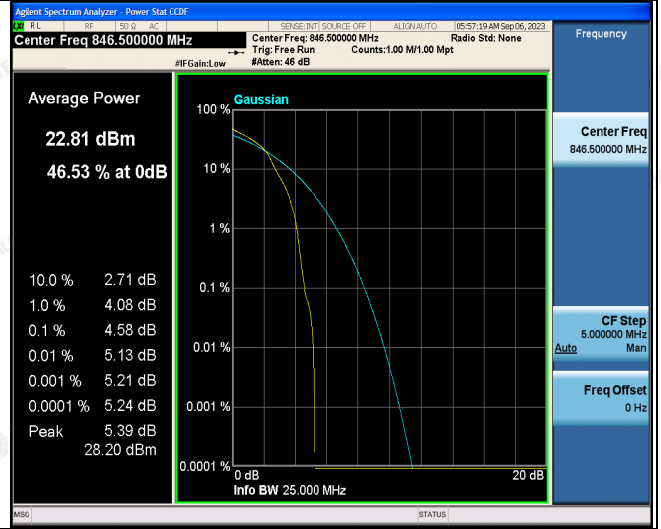 Agilent Spectrum Analyzer - Power Stat CCDF
LXI RL RF 50 Ω AC SENSE:INT SOURCE OFF ALIGNAUTO 05:57:19 AM Sep 06, 2023
Center Freq 846.500000 MHz
Center Freq: 846.500000 MHz Radio Std: None
Trig: Free Run Counts:1.00 M/1.00 Mpt
#IFGain:Low #Atten: 46 dB
Frequency
Average Power
22.81 dBm
46.53 % at 0dB
10.0 % 2.71 dB
1.0 % 4.08 dB
0.1 % 4.58 dB
0.01 % 5.13 dB
0.001 % 5.21 dB
0.0001 % 5.24 dB
Peak 5.39 dB
28.20 dBm
Gaussian
100 %
10 %
1 %
0.1 %
0.01 %
0.001 %
0.0001 %
0 dB 20 dB
Info BW 25.000 MHz
Center Freq
846.500000 MHz
CF Step
5.000000 MHz
Auto Man
Freq Offset
0 Hz
MSG STATUS